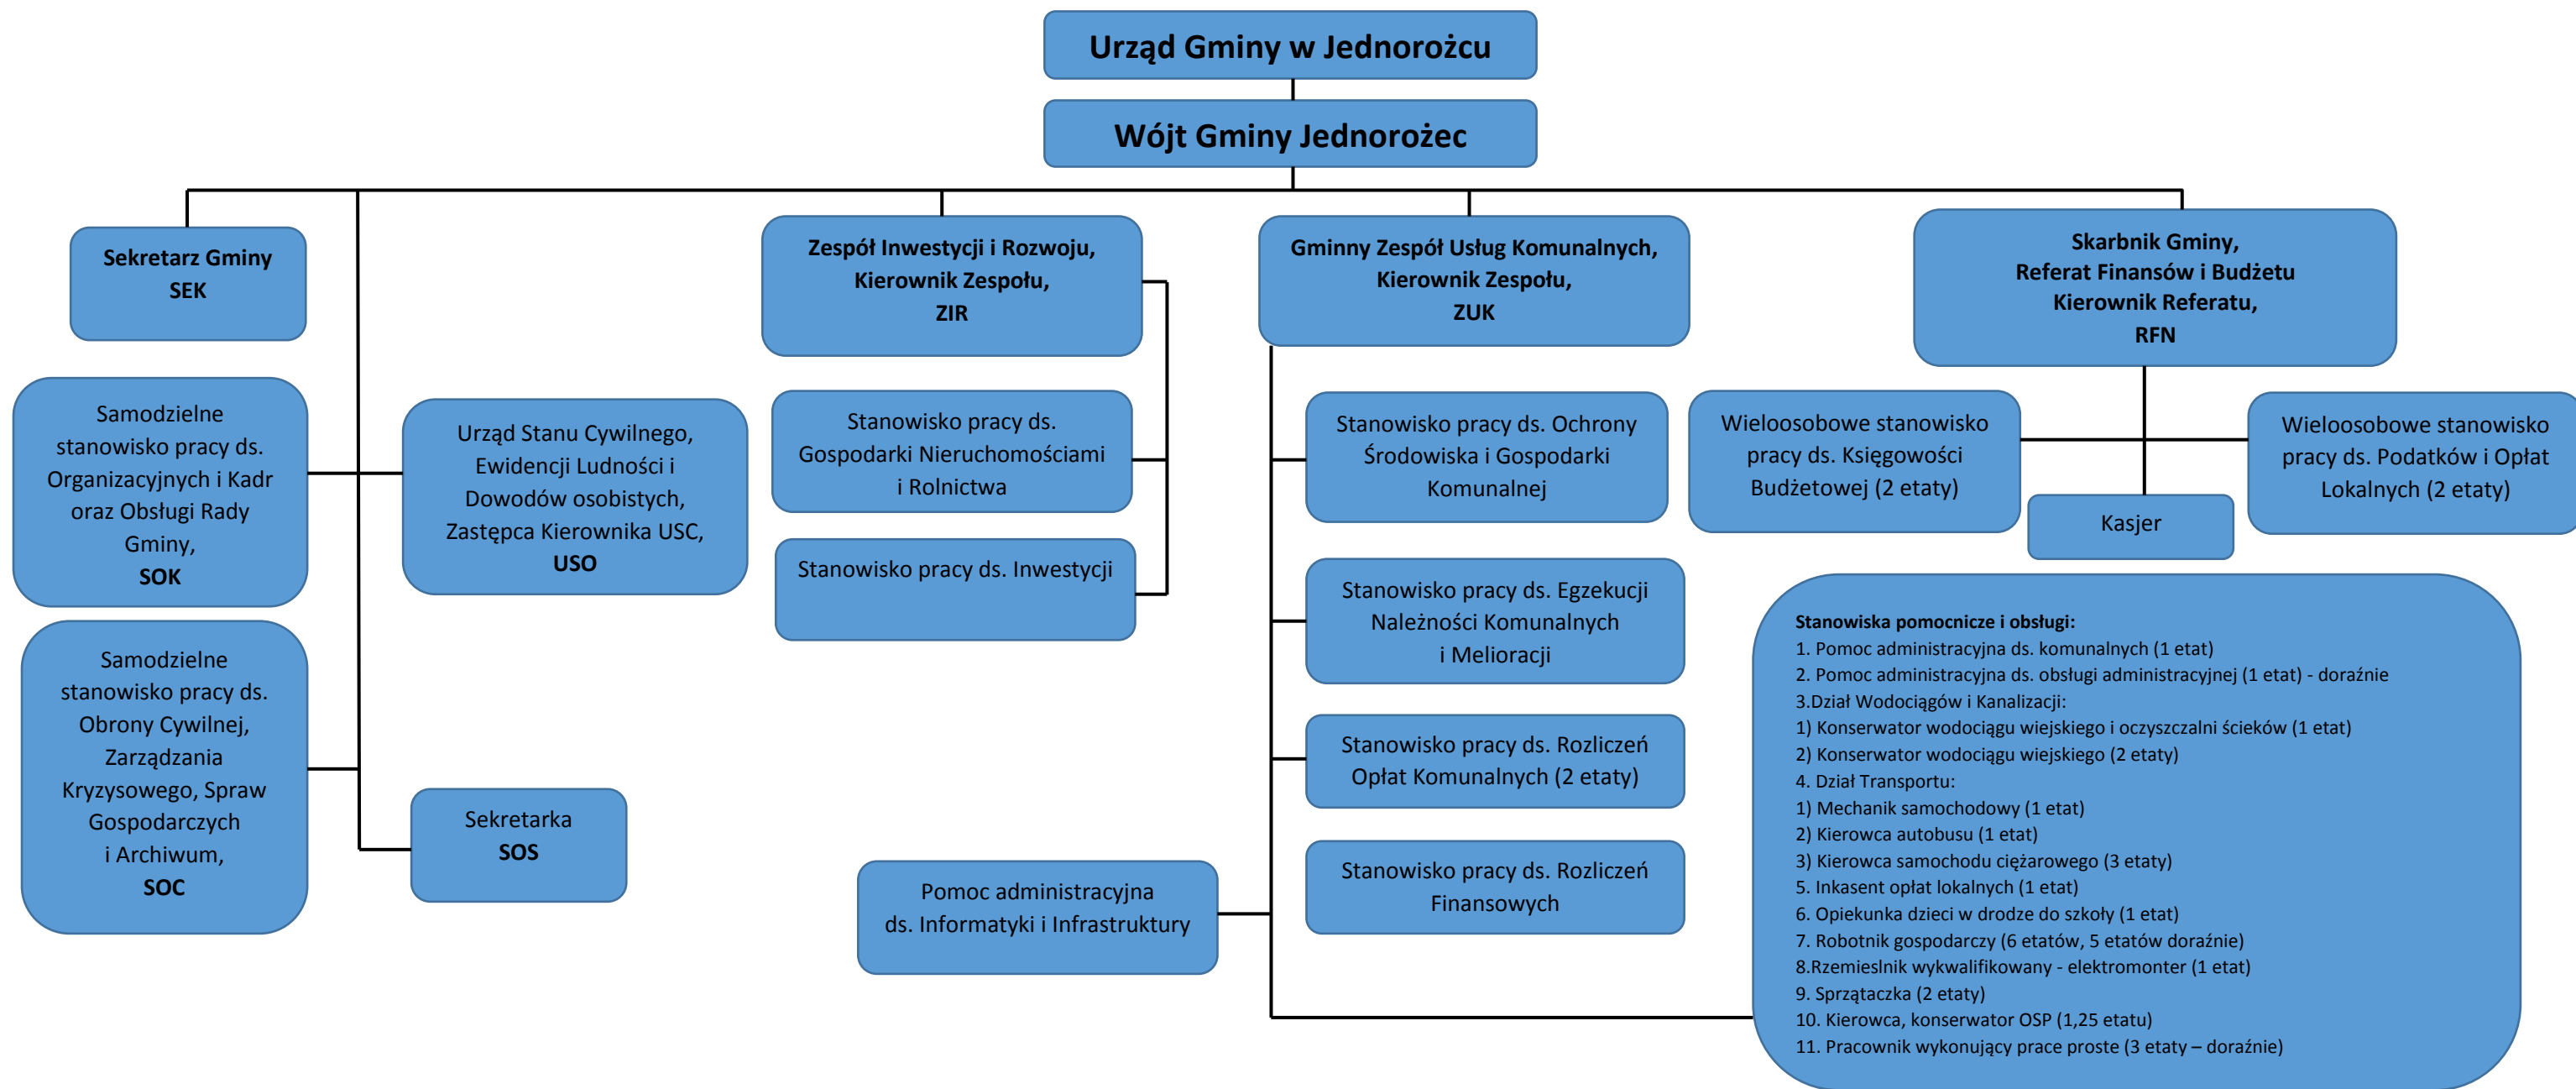 Urząd Gminy w Jednorożcu
Wójt Gminy Jednorożec
Sekretarz Gminy
SEK
Zespół Inwestycji i Rozwoju,
Kierownik Zespołu,
ZIR
Gminny Zespół Usług Komunalnych,
Kierownik Zespołu,
ZUK
Skarbnik Gminy,
Referat Finansów i Budżetu
Kierownik Referatu,
RFN
Samodzielne
stanowisko pracy ds.
Organizacyjnych i Kadr
oraz Obsługi Rady
Gminy,
SOK
Urząd Stanu Cywilnego,
Ewidencji Ludności i
Dowodów osobistych,
Zastępca Kierownika USC,
USO
Stanowisko pracy ds.
Gospodarki Nieruchomościami
i Rolnictwa
Stanowisko pracy ds. Inwestycji
Stanowisko pracy ds. Ochrony
Środowiska i Gospodarki
Komunalnej
Stanowisko pracy ds. Egzekucji
Należności Komunalnych
i Melioracji
Stanowisko pracy ds. Rozliczeń
Opłat Komunalnych (2 etaty)
Stanowisko pracy ds. Rozliczeń
Finansowych
Wieloosobowe stanowisko
pracy ds. Księgowości
Budżetowej (2 etaty)
Kasjer
Wieloosobowe stanowisko
pracy ds. Podatków i Opłat
Lokalnych (2 etaty)
Samodzielne
stanowisko pracy ds.
Obrony Cywilnej,
Zarządzania
Kryzysowego, Spraw
Gospodarczych
i Archiwum,
SOC
Sekretarka
SOS
Pomoc administracyjna
ds. Informatyki i Infrastruktury
Stanowiska pomocnicze i obsługi:
1. Pomoc administracyjna ds. komunalnych (1 etat)
2. Pomoc administracyjna ds. obsługi administracyjnej (1 etat) - doraźnie
3.Dział Wodociągów i Kanalizacji:
1) Konserwator wodociągu wiejskiego i oczyszczalni ścieków (1 etat)
2) Konserwator wodociągu wiejskiego (2 etaty)
4. Dział Transportu:
1) Mechanik samochodowy (1 etat)
2) Kierowca autobusu (1 etat)
3) Kierowca samochodu ciężarowego (3 etaty)
5. Inkasent opłat lokalnych (1 etat)
6. Opiekunka dzieci w drodze do szkoły (1 etat)
7. Robotnik gospodarczy (6 etatów, 5 etatów doraźnie)
8.Rzemieslnik wykwalifikowany - elektromonter (1 etat)
9. Sprzątaczka (2 etaty)
10. Kierowca, konserwator OSP (1,25 etatu)
11. Pracownik wykonujący prace proste (3 etaty – doraźnie)